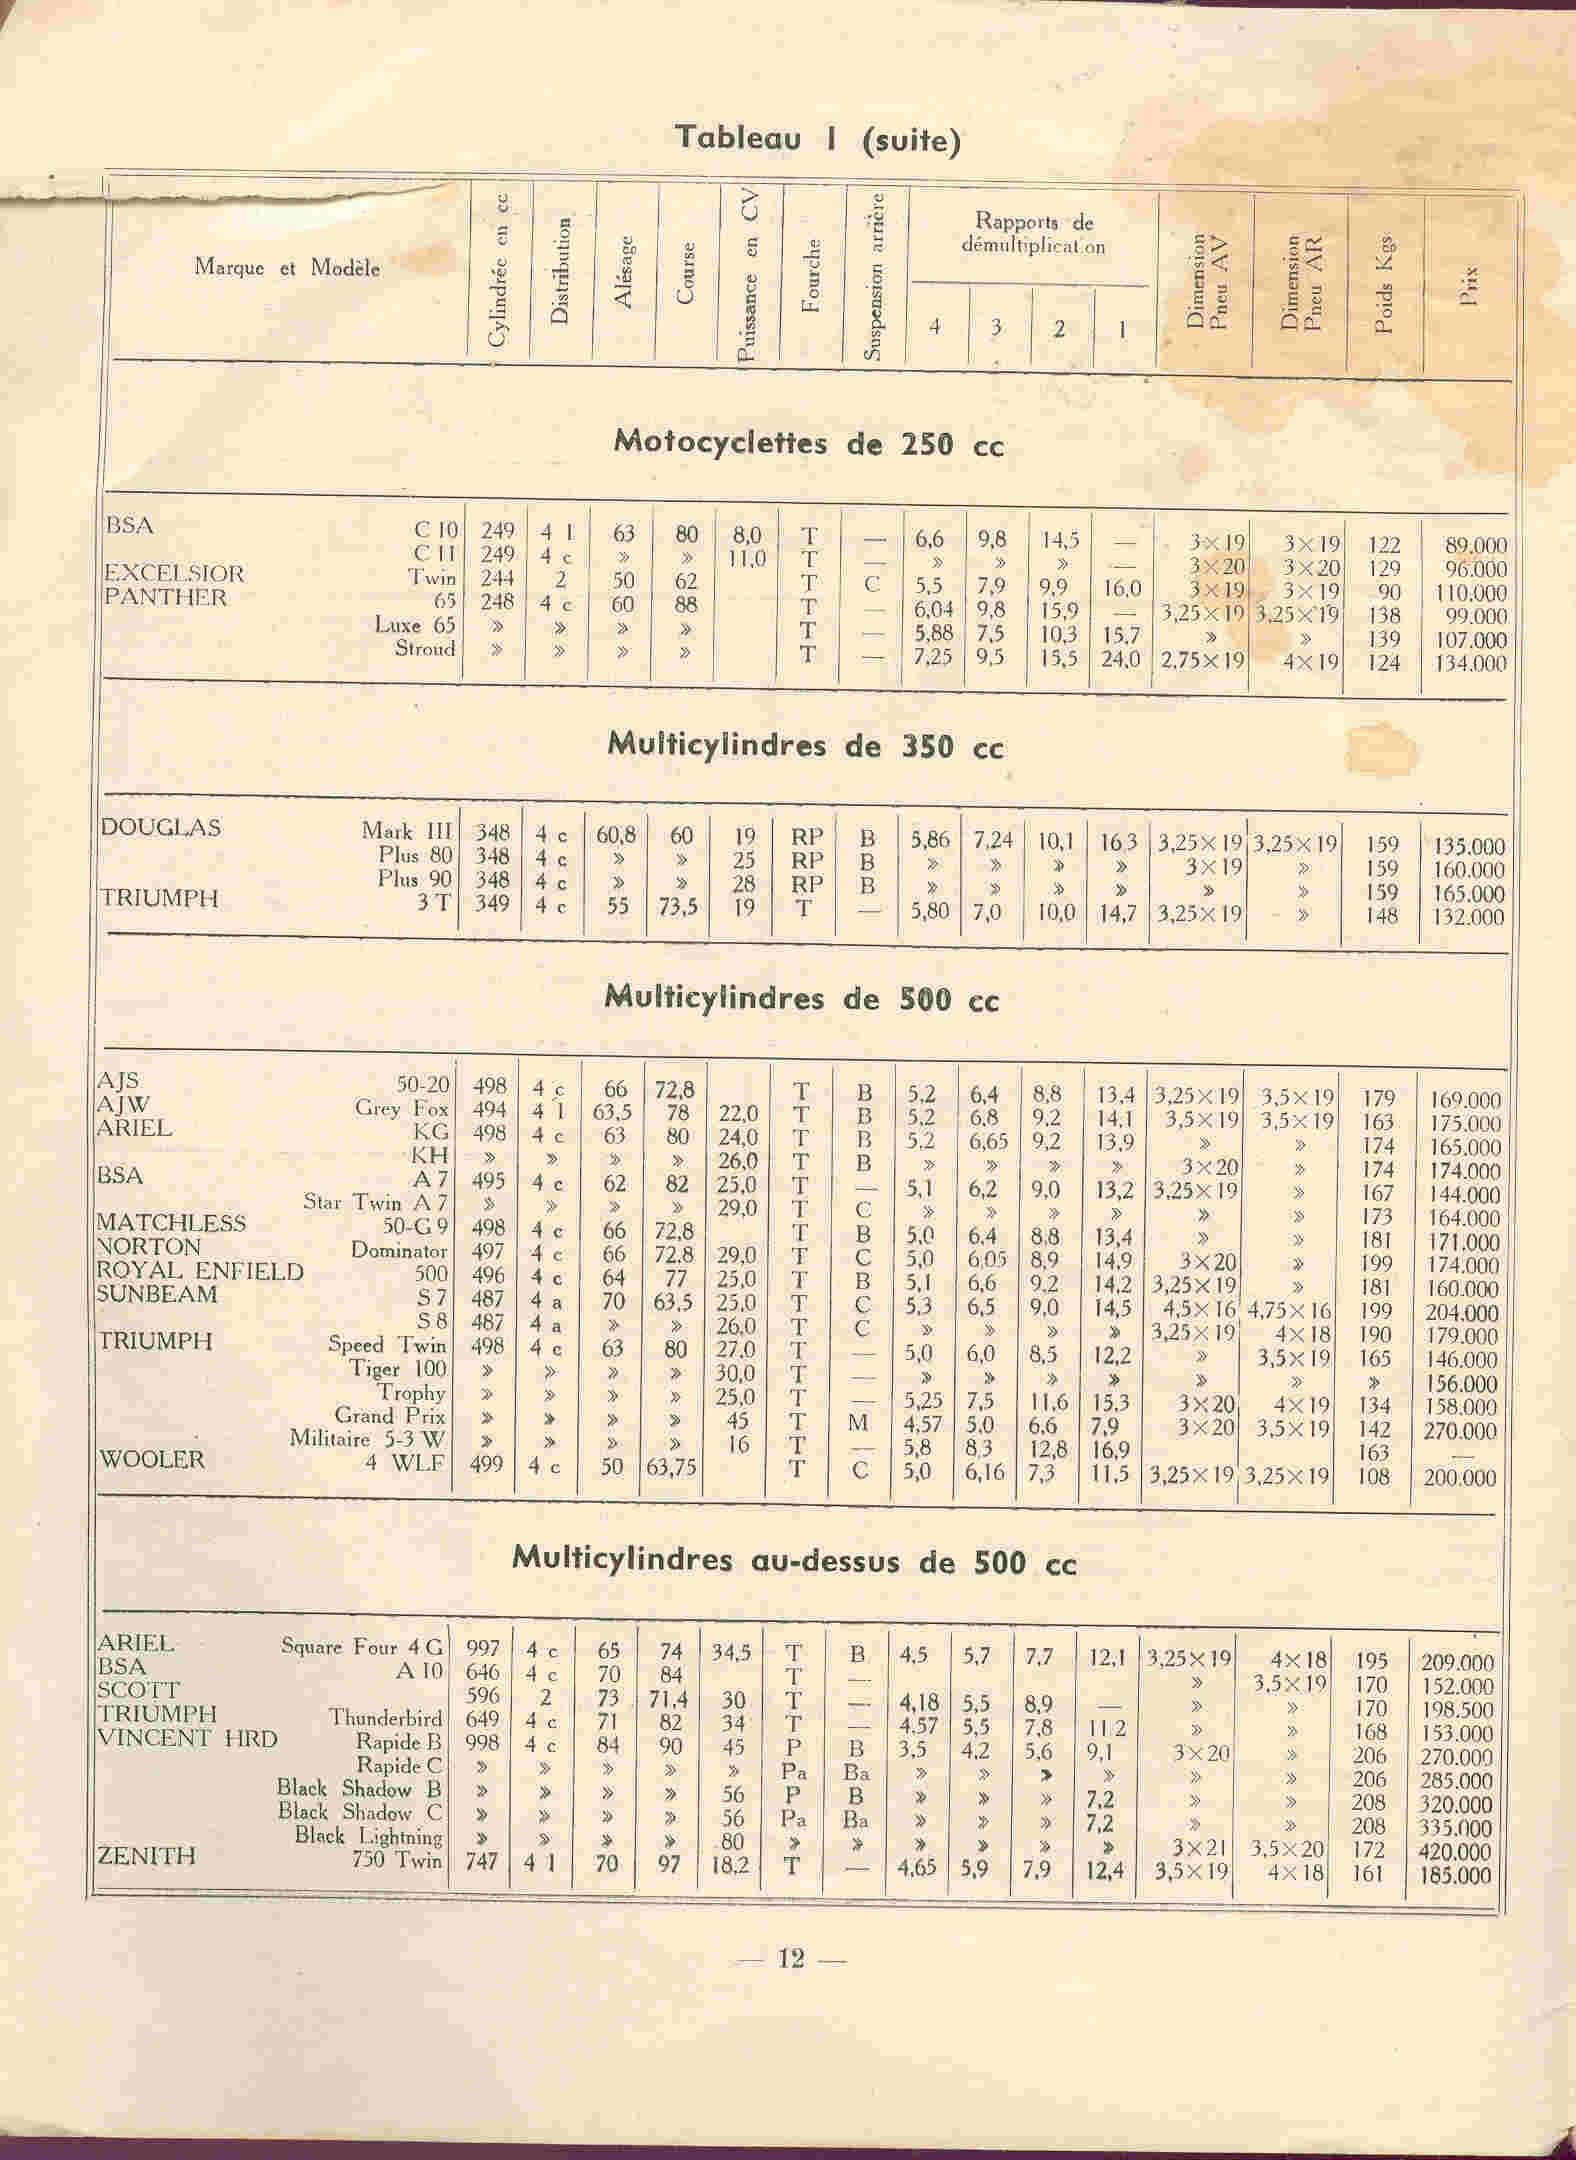 Tableau I (suite)
Marque et Modèle Cylindrée en cc Distribution Alésage Course Puissance en CV Fourche Suspension arrière Rapports de démultiplication 4 3 2 1 Dimension Pneu AV Dimension Pneu AR Poids Kgs Prix
Motocyclettes de 250 cc
BSA C 10 249 4 l 63 80 8,0 T — 6,6 9,8 14,5 — 3×19 3×19 122 89.000
C 11 249 4 c » » 11,0 T — » » » — 3×20 3×20 129 96.000
EXCELSIOR Twin 244 2 50 62 T C 5,5 7,9 9,9 16,0 3×19 3×19 90 110.000
PANTHER 65 248 4 c 60 88 T — 6,04 9,8 15,9 — 3,25×19 3,25×19 138 99.000
Luxe 65 » » » » T — 5,88 7,5 10,3 15,7 » » 139 107.000
Stroud » » » » T — 7,25 9,5 15,5 24,0 2,75×19 4×19 124 134.000
Multicylindres de 350 cc
DOUGLAS Mark III 348 4 c 60,8 60 19 RP B 5,86 7,24 10,1 16,3 3,25×19 3,25×19 159 135.000
Plus 80 348 4 c » » 25 RP B » » » » 3×19 » 159 160.000
Plus 90 348 4 c » » 28 RP B » » » » » » 159 165.000
TRIUMPH 3 T 349 4 c 55 73,5 19 T — 5,80 7,0 10,0 14,7 3,25×19 » 148 132.000
Multicylindres de 500 cc
AJS 50-20 498 4 c 66 72,8 T B 5,2 6,4 8,8 13,4 3,25×19 3,5×19 179 169.000
AJW Grey Fox 494 4 l 63,5 78 22,0 T B 5,2 6,8 9,2 14,1 3,5×19 3,5×19 163 175.000
ARIEL KG 498 4 c 63 80 24,0 T B 5,2 6,65 9,2 13,9 » » 174 165.000
KH » » » » 26,0 T B » » » » 3×20 » 174 174.000
BSA A 7 495 4 c 62 82 25,0 T — 5,1 6,2 9,0 13,2 3,25×19 » 167 144.000
Star Twin A 7 » » » » 29,0 T C » » » » » » 173 164.000
MATCHLESS 50-G 9 498 4 c 66 72,8 T B 5,0 6,4 8,8 13,4 » » 181 171.000
NORTON Dominator 497 4 c 66 72,8 29,0 T C 5,0 6,05 8,9 14,9 3×20 » 199 174.000
ROYAL ENFIELD 500 496 4 c 64 77 25,0 T B 5,1 6,6 9,2 14,2 3,25×19 » 181 160.000
SUNBEAM S 7 487 4 a 70 63,5 25,0 T C 5,3 6,5 9,0 14,5 4,5×16 4,75×16 199 204.000
S 8 487 4 a » » 26,0 T C » » » » 3,25×19 4×18 190 179.000
TRIUMPH Speed Twin 498 4 c 63 80 27,0 T — 5,0 6,0 8,5 12,2 » 3,5×19 165 146.000
Tiger 100 » » » » 30,0 T — » » » » » » » 156.000
Trophy » » » » 25,0 T — 5,25 7,5 11,6 15,3 3×20 4×19 134 158.000
Grand Prix » » » » 45 T M 4,57 5,0 6,6 7,9 3×20 3,5×19 142 270.000
Militaire 5-3 W » » » » 16 T — 5,8 8,3 12,8 16,9 163 —
WOOLER 4 WLF 499 4 c 50 63,75 T C 5,0 6,16 7,3 11,5 3,25×19 3,25×19 108 200.000
Multicylindres au-dessus de 500 cc
ARIEL Square Four 4 G 997 4 c 65 74 34,5 T B 4,5 5,7 7,7 12,1 3,25×19 4×18 195 209.000
BSA A 10 646 4 c 70 84 T — » 3,5×19 170 152.000
SCOTT 596 2 73 71,4 30 T — 4,18 5,5 8,9 — » » 170 198.500
TRIUMPH Thunderbird 649 4 c 71 82 34 T — 4,57 5,5 7,8 11,2 » » 168 153.000
VINCENT HRD Rapide B 998 4 c 84 90 45 P B 3,5 4,2 5,6 9,1 3×20 » 206 270.000
Rapide C » » » » » Pa Ba » » » » » » 206 285.000
Black Shadow B » » » » 56 P B » » » 7,2 » » 208 320.000
Black Shadow C » » » » 56 Pa Ba » » » 7,2 » » 208 335.000
Black Lightning » » » » 80 » » » » » » 3×21 3,5×20 172 420.000
ZENITH 750 Twin 747 4 l 70 97 18,2 T — 4,65 5,9 7,9 12,4 3,5×19 4×18 161 185.000
— 12 —